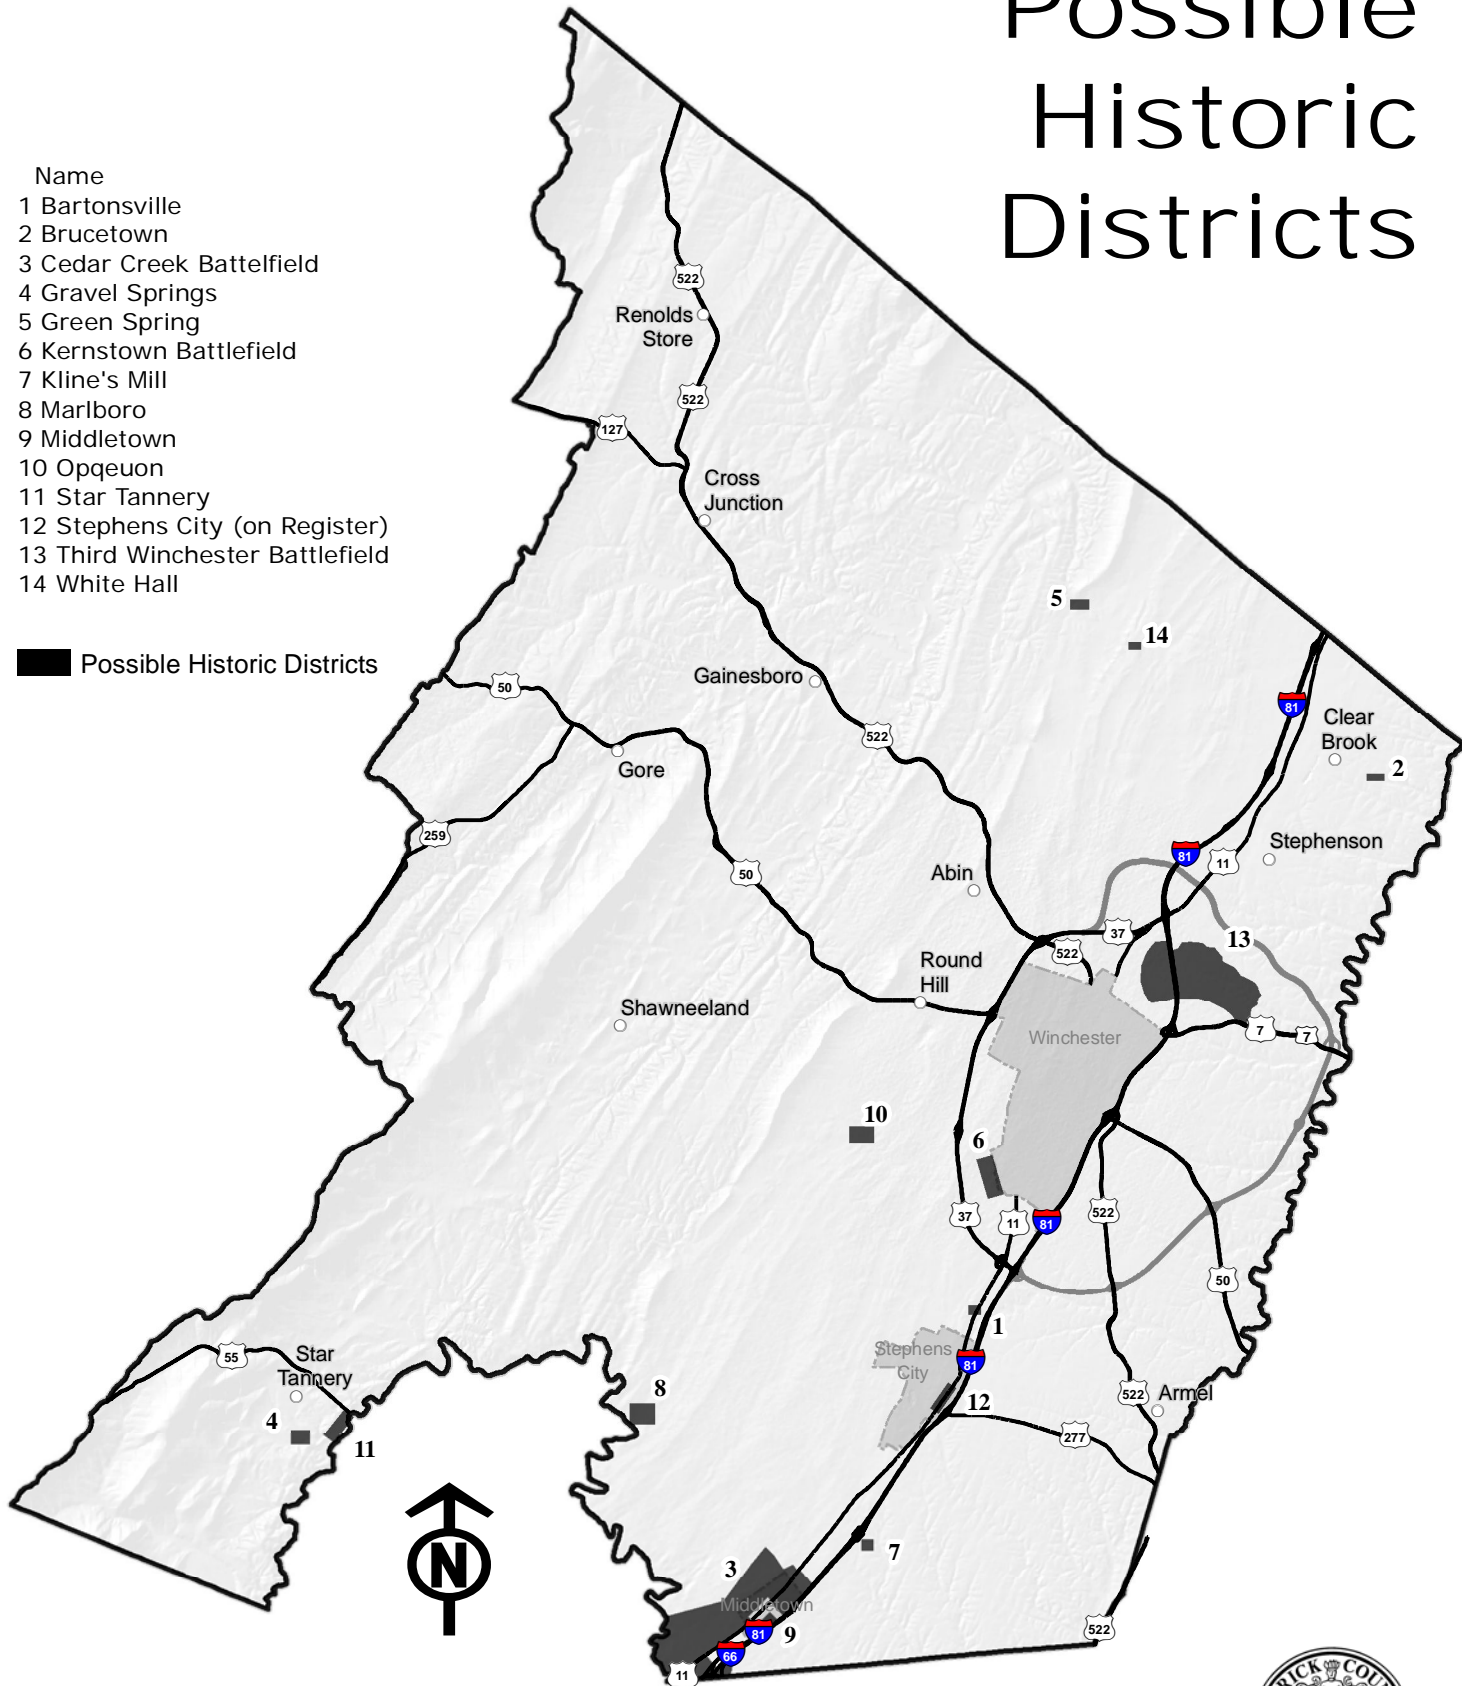 Possible
Historic
Districts
Name
1 Bartonsville
2 Brucetown
3 Cedar Creek Battelfield
4 Gravel Springs
5 Green Spring
6 Kernstown Battlefield
7 Kline's Mill
8 Marlboro
9 Middletown
10 Opqeuon
11 Star Tannery
12 Stephens City (on Register)
13 Third Winchester Battlefield
14 White Hall
Possible Historic Districts
522
Renolds
Store
522
127
Cross
Junction
5
14
50
Gainesboro
81
522
Clear
Brook
Gore
2
259
81
11
Stephenson
50
Abin
37
13
522
Round
Hill
Shawneeland
Winchester
7
7
10
6
37
11
81
522
50
1
55
Star
Tannery
Stephens
City
81
8
522
Armel
12
4
11
277
N
7
3
Middletown
81
9
66
522
11
RICK COU